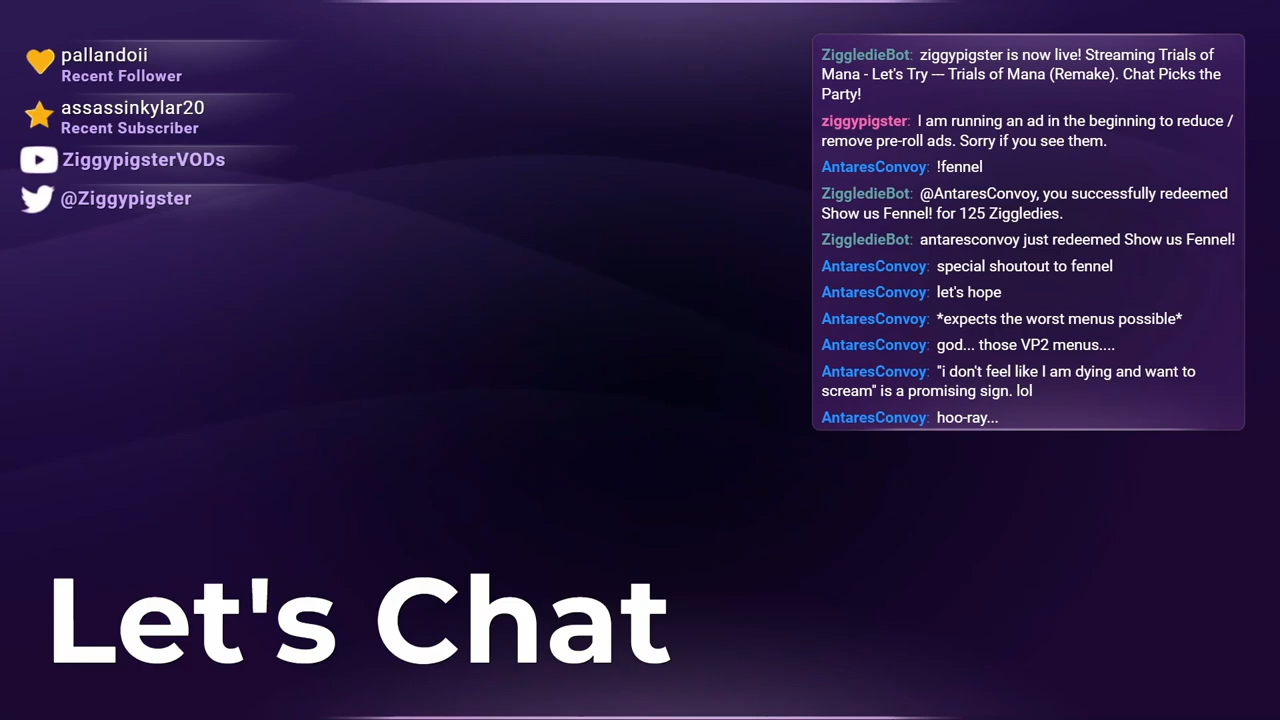 pallandoii
Recent Follower
assassinkylar20
Recent Subscriber
ZiggypigsterVODs
@Ziggypigster
ZiggledieBot: ziggypigster is now live! Streaming Trials of
Mana - Let's Try — Trials of Mana (Remake). Chat Picks the
Party!
ziggypigster: I am running an ad in the beginning to reduce /
remove pre-roll ads. Sorry if you see them.
AntaresConvoy: !fennel
ZiggledieBot: @AntaresConvoy, you successfully redeemed
Show us Fennel! for 125 Ziggledies.
ZiggledieBot: antaresconvoy just redeemed Show us Fennel!
AntaresConvoy: special shoutout to fennel
AntaresConvoy: let's hope
AntaresConvoy: *expects the worst menus possible*
AntaresConvoy: god... those VP2 menus....
AntaresConvoy: "i don't feel like I am dying and want to
scream" is a promising sign. lol
AntaresConvoy: hoo-ray...
Let's Chat